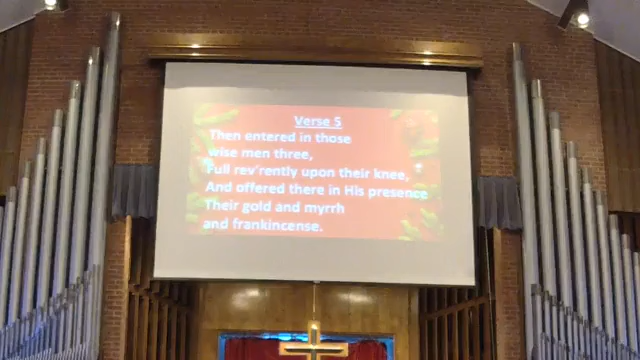 Verse 5
Then entered in those
wise men three,
Full rev'rently upon their knee,
And offered there in His presence
Their gold and myrrh
and frankincense.